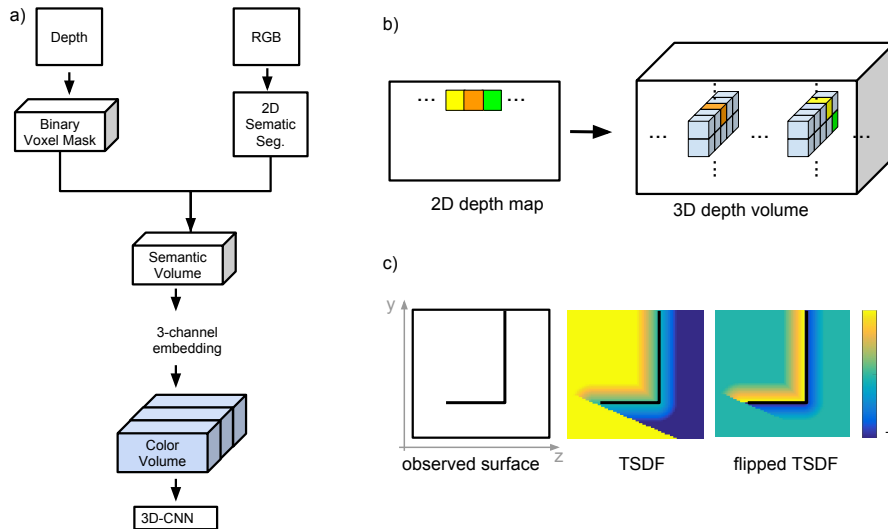 a)
Depth
RGB
Binary
Voxel Mask
2D
Sematic
Seg.
Semantic
Volume
3-channel
embedding
Color
Volume
3D-CNN
b)
...
...
2D depth map
...
...
...
...
...
...
...
3D depth volume
c)
y
z
observed surface
TSDF
flipped TSDF
-